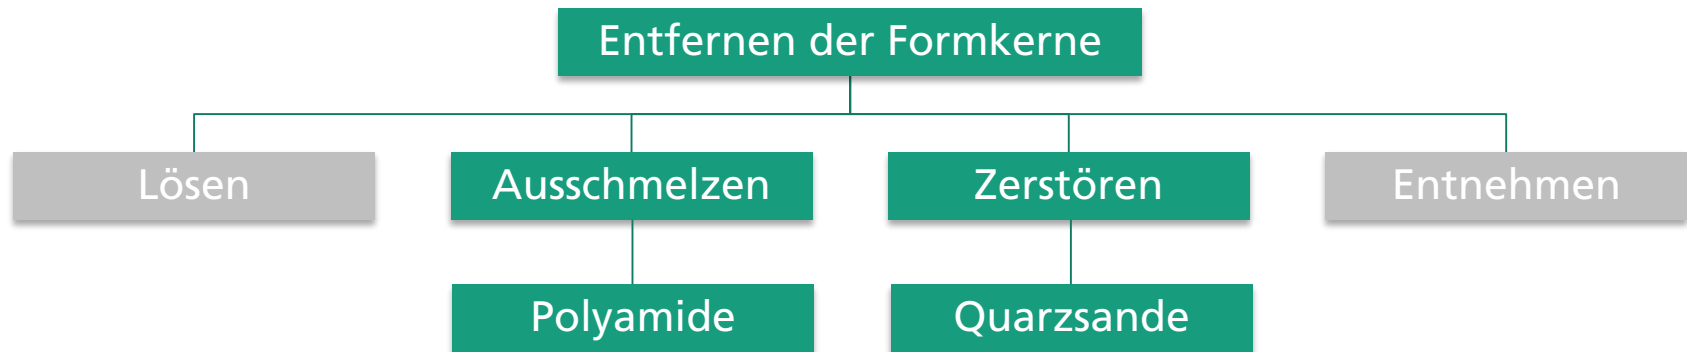 Entfernen der Formkerne
Lösen
Ausschmelzen
Zerstören
Entnehmen
Polyamide
Quarzsande